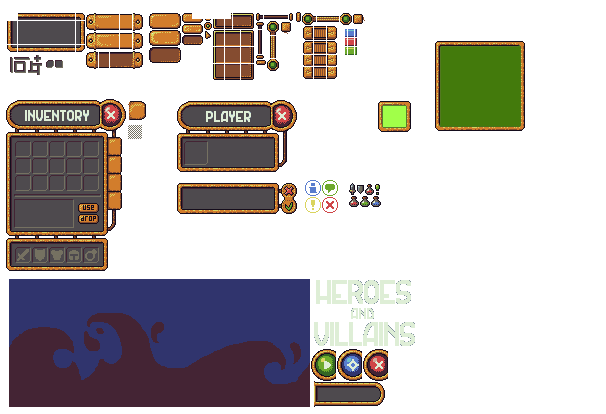 INVENTORY
PLAYER
USE
DROP
HEROES
AND
VILLAINS